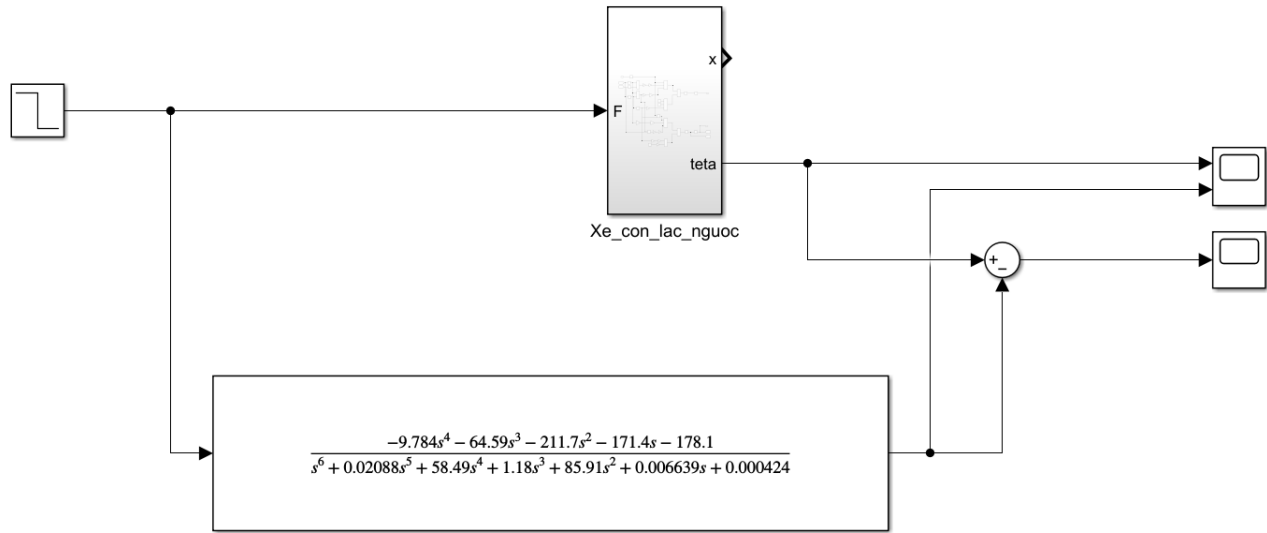 x
F
teta
Xe_con_lac_nguoc
+
−
−9.784s⁴ − 64.59s³ − 211.7s² − 171.4s − 178.1
s⁶ + 0.02088s⁵ + 58.49s⁴ + 1.18s³ + 85.91s² + 0.006639s + 0.000424